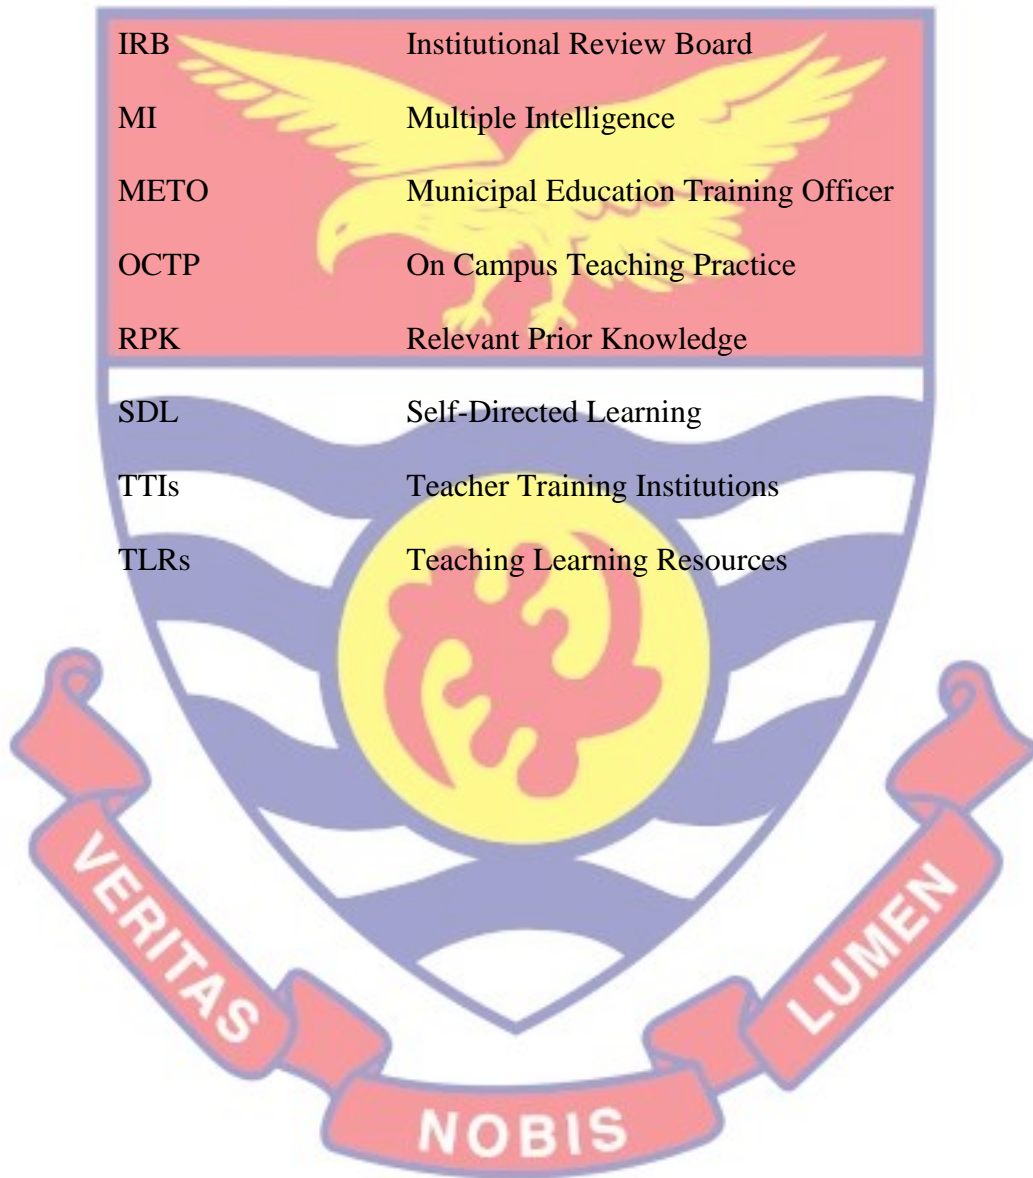 IRB Institutional Review Board
MI Multiple Intelligence
METO Municipal Education Training Officer
OCTP On Campus Teaching Practice
RPK Relevant Prior Knowledge
SDL Self-Directed Learning
TTIs Teacher Training Institutions
TLRs Teaching Learning Resources
VERITAS
NOBIS
LUMEN